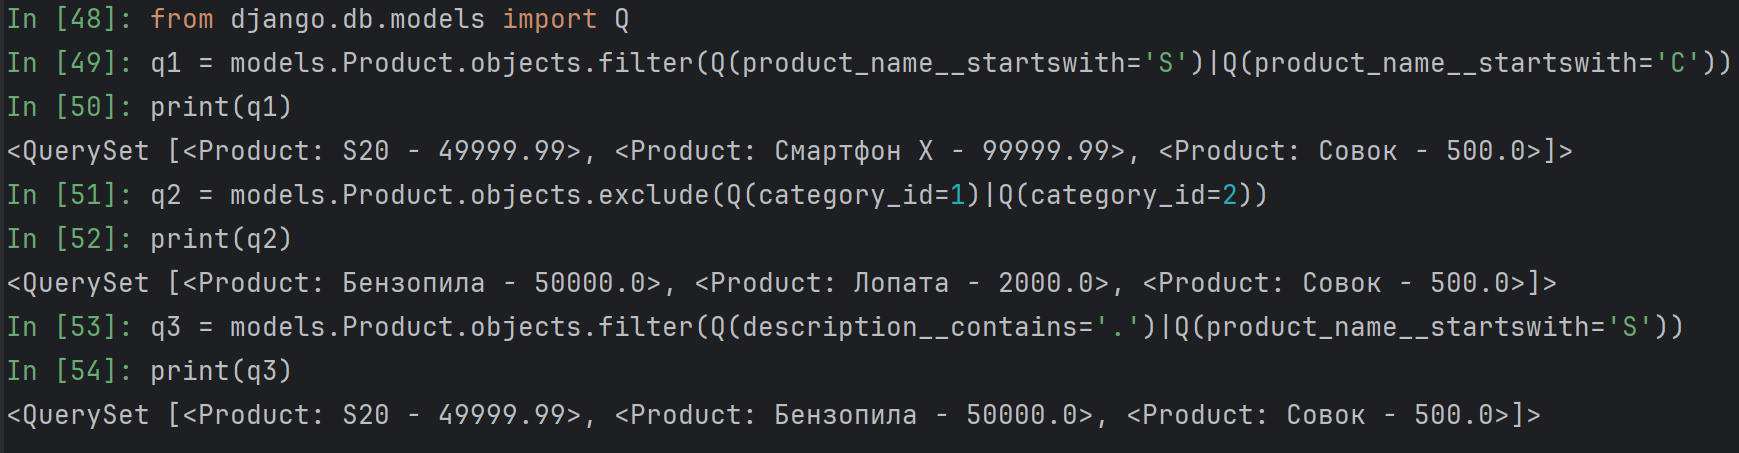 In [48]: from django.db.models import Q
In [49]: q1 = models.Product.objects.filter(Q(product_name__startswith='S')|Q(product_name__startswith='С'))
In [50]: print(q1)
<QuerySet [<Product: S20 - 49999.99>, <Product: Смартфон X - 99999.99>, <Product: Совок - 500.0>]>
In [51]: q2 = models.Product.objects.exclude(Q(category_id=1)|Q(category_id=2))
In [52]: print(q2)
<QuerySet [<Product: Бензопила - 50000.0>, <Product: Лопата - 2000.0>, <Product: Совок - 500.0>]>
In [53]: q3 = models.Product.objects.filter(Q(description__contains='.')|Q(product_name__startswith='S'))
In [54]: print(q3)
<QuerySet [<Product: S20 - 49999.99>, <Product: Бензопила - 50000.0>, <Product: Совок - 500.0>]>